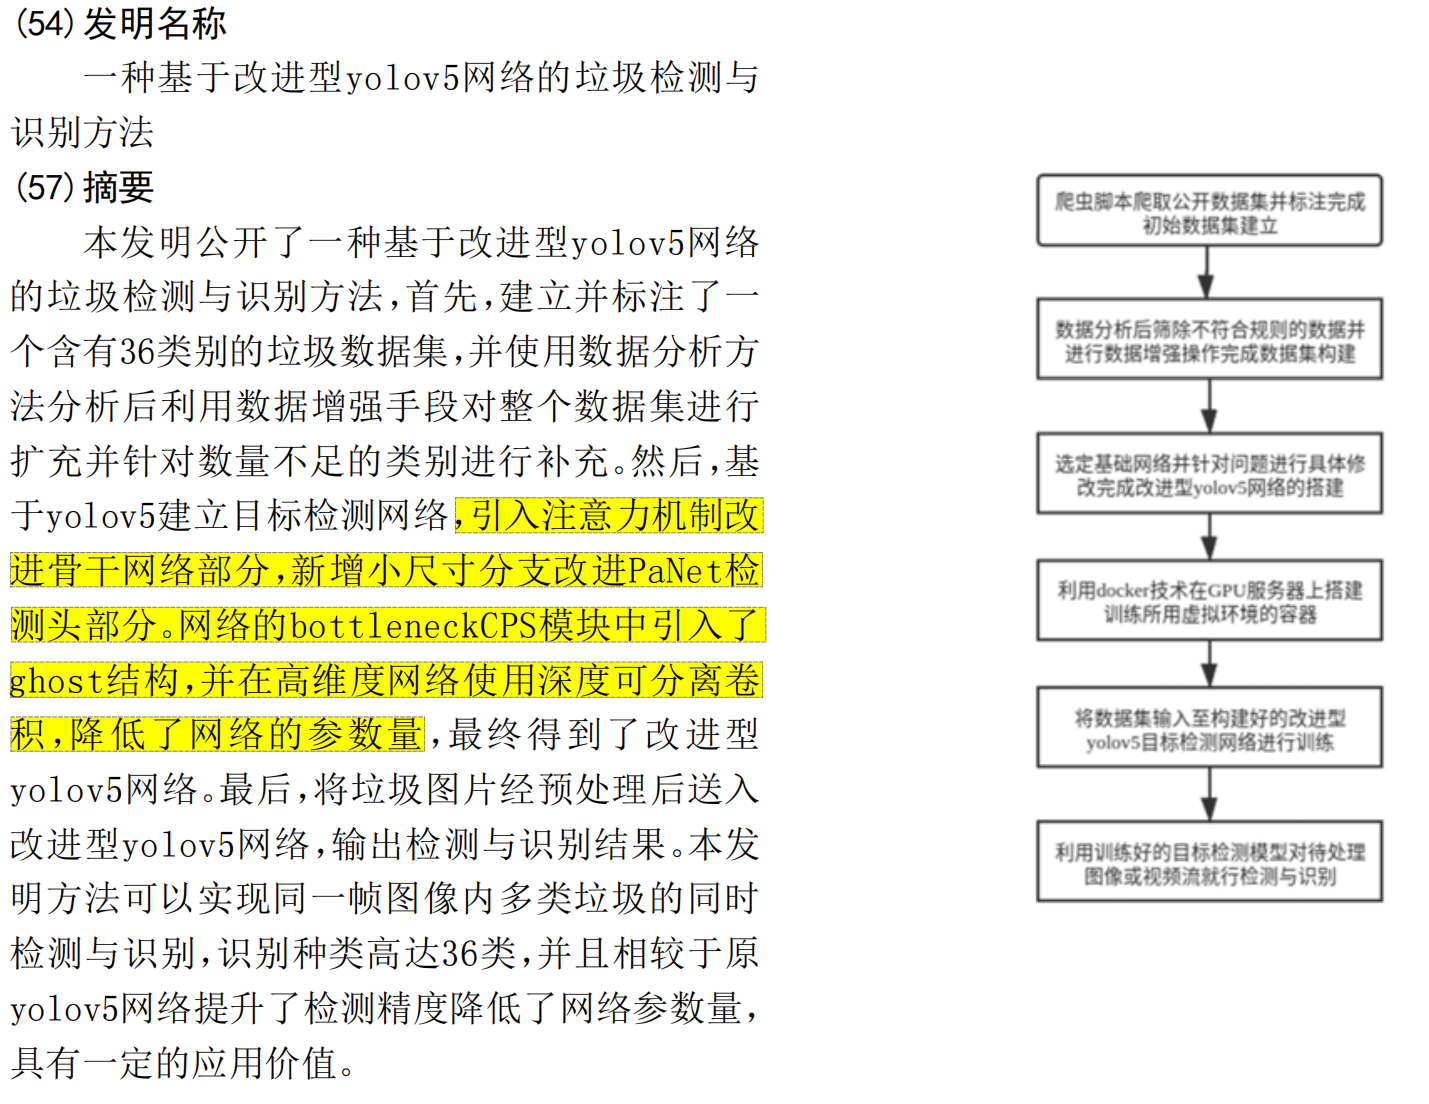 (54)发明名称
一种基于改进型yolov5网络的垃圾检测与
识别方法
(57)摘要
本发明公开了一种基于改进型yolov5网络
的垃圾检测与识别方法,首先,建立并标注了一
个含有36类别的垃圾数据集,并使用数据分析方
法分析后利用数据增强手段对整个数据集进行
扩充并针对数量不足的类别进行补充。然后,基
于yolov5建立目标检测网络,引入注意力机制改
进骨干网络部分,新增小尺寸分支改进PaNet检
测头部分。网络的bottleneckCPS模块中引入了
ghost结构,并在高维度网络使用深度可分离卷
积,降低了网络的参数量,最终得到了改进型
yolov5网络。最后,将垃圾图片经预处理后送入
改进型yolov5网络,输出检测与识别结果。本发
明方法可以实现同一帧图像内多类垃圾的同时
检测与识别,识别种类高达36类,并且相较于原
yolov5网络提升了检测精度降低了网络参数量,
具有一定的应用价值。
爬虫脚本爬取公开数据集并标注完成
初始数据集建立
数据分析后筛除不符合规则的数据并
进行数据增强操作完成数据集构建
选定基础网络并针对问题进行具体修
改完成改进型yolov5网络的搭建
利用docker技术在GPU服务器上搭建
训练所用虚拟环境的容器
将数据集输入至构建好的改进型
yolov5目标检测网络进行训练
利用训练好的目标检测模型对待处理
图像或视频流就行检测与识别